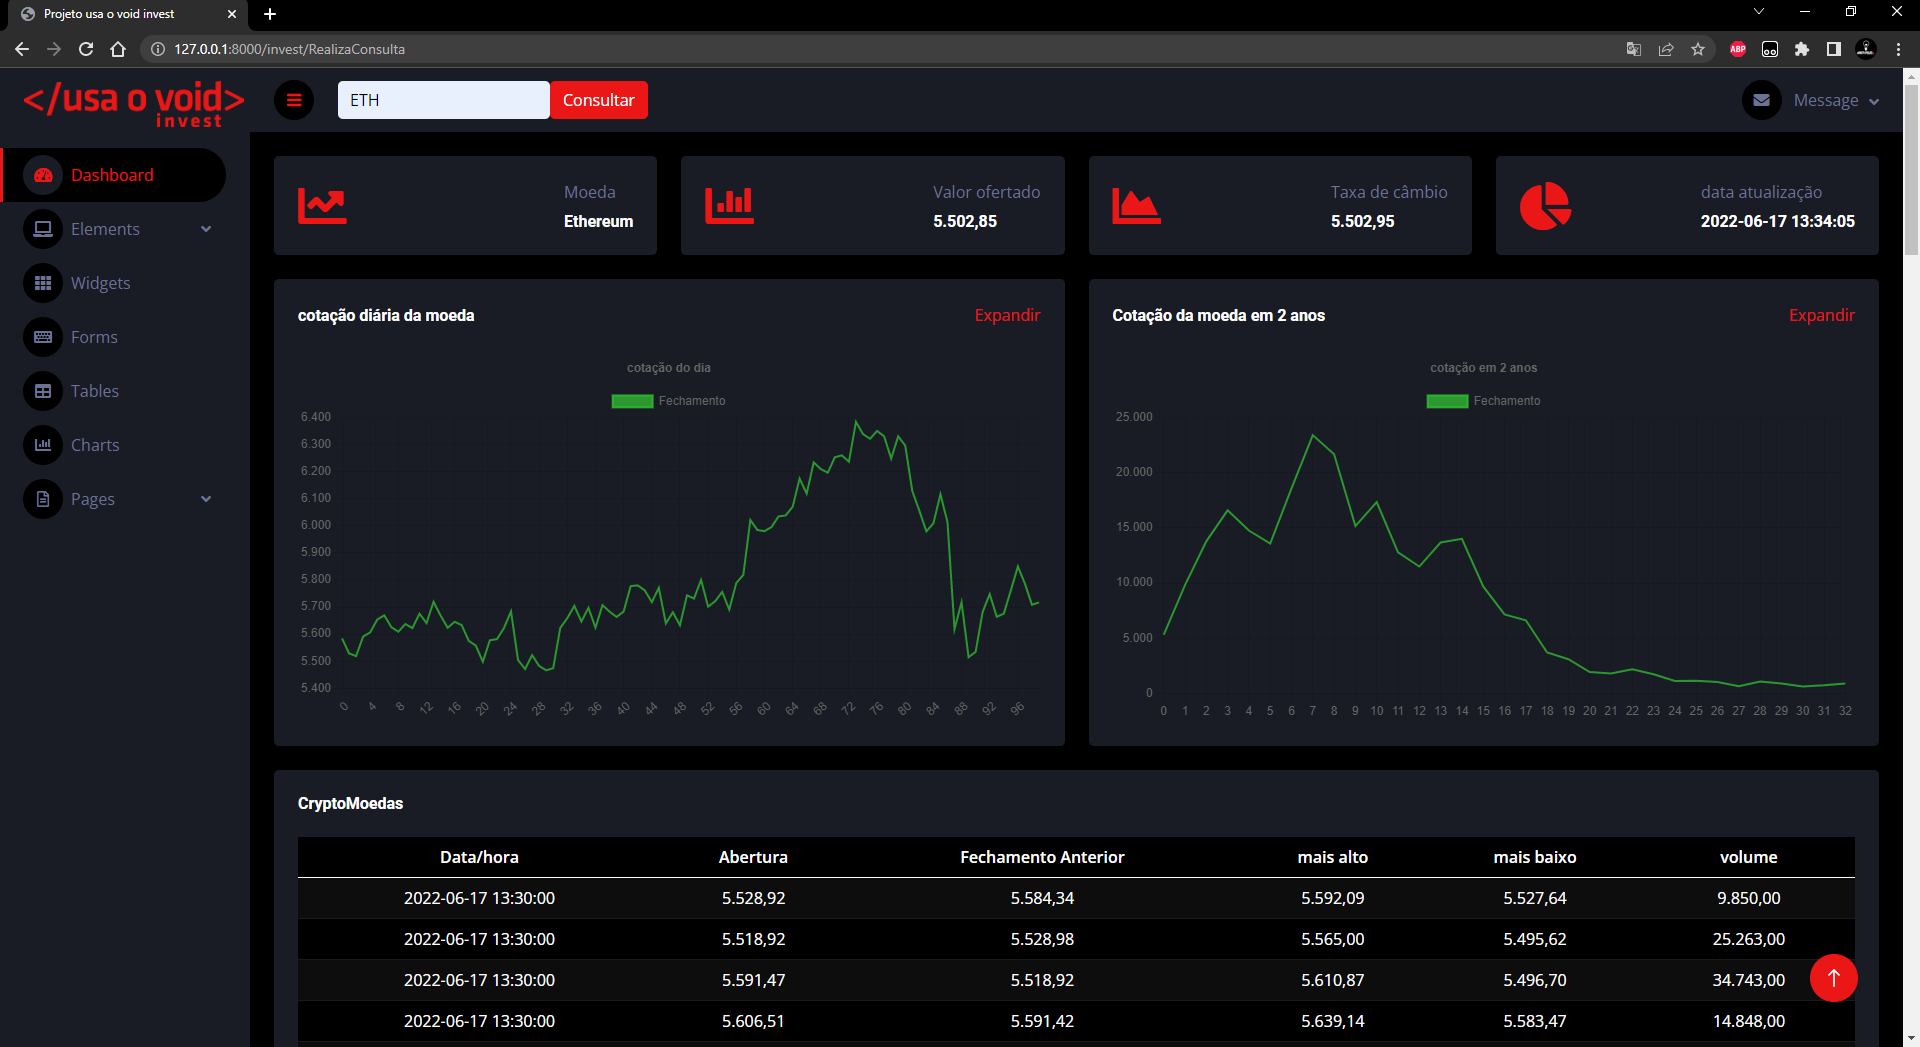 Projeto usa o void invest
127.0.0.1:8000/invest/RealizaConsulta
ABP
</usa o void>
invest
ETH
Consultar
Message
Dashboard
Elements
Widgets
Forms
Tables
Charts
Pages
Moeda
Ethereum
Valor ofertado
5.502,85
Taxa de câmbio
5.502,95
data atualização
2022-06-17 13:34:05
cotação diária da moeda
Expandir
cotação do dia
Fechamento
6.400
6.300
6.200
6.100
6.000
5.900
5.800
5.700
5.600
5.500
5.400
0 4 8 12 16 20 24 28 32 36 40 44 48 52 56 60 64 68 72 76 80 84 88 92 96
Cotação da moeda em 2 anos
Expandir
cotação em 2 anos
Fechamento
25.000
20.000
15.000
10.000
5.000
0
0 1 2 3 4 5 6 7 8 9 10 11 12 13 14 15 16 17 18 19 20 21 22 23 24 25 26 27 28 29 30 31 32
CryptoMoedas
Data/hora Abertura Fechamento Anterior mais alto mais baixo volume
2022-06-17 13:30:00 5.528,92 5.584,34 5.592,09 5.527,64 9.850,00
2022-06-17 13:30:00 5.518,92 5.528,98 5.565,00 5.495,62 25.263,00
2022-06-17 13:30:00 5.591,47 5.518,92 5.610,87 5.496,70 34.743,00
2022-06-17 13:30:00 5.606,51 5.591,42 5.639,14 5.583,47 14.848,00